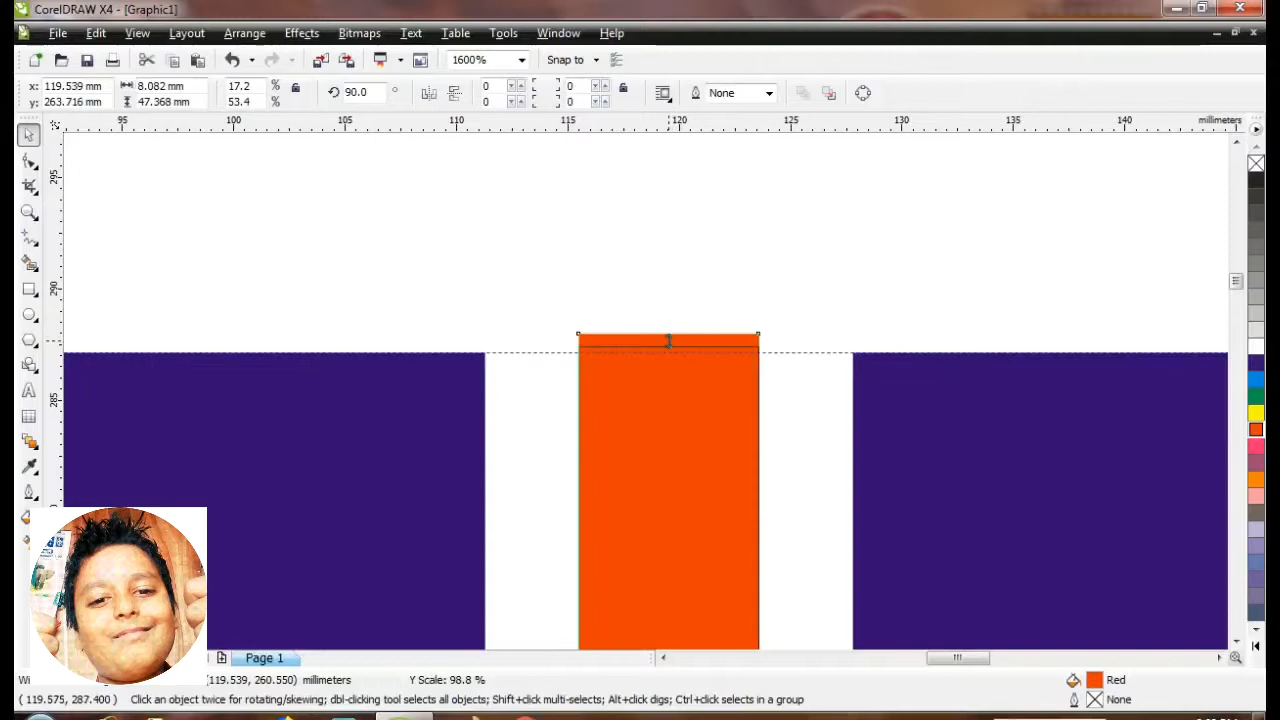 CorelDRAW X4 - [Graphic1]
File Edit View Layout Arrange Effects Bitmaps Text Table Tools Window Help
1600% Snap to
x: 119.539 mm 8.082 mm 17.2 % 90.0 ° 0 0 None
y: 263.716 mm 47.368 mm 53.4 % 0 0
95 100 105 110 115 120 125 130 135 140 millimeters
295
290
285
Page 1
(119.539, 260.550) millimeters Y Scale: 98.8 % Red
( 119.575, 287.400 ) Click an object twice for rotating/skewing; dbl-clicking tool selects all objects; Shift+click multi-selects; Alt+click digs; Ctrl+click selects in a group None